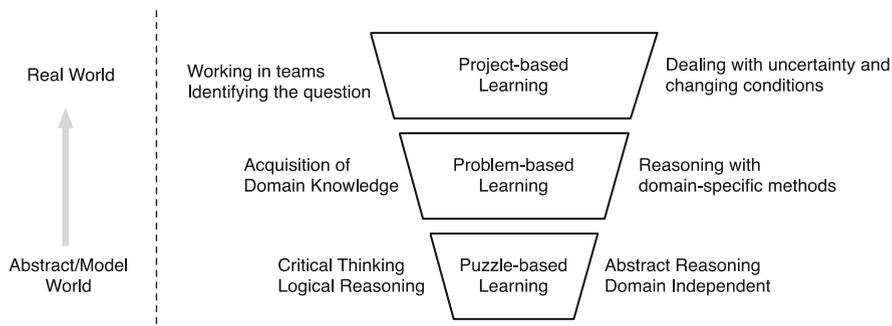 Real World
Abstract/Model
World
Working in teams
Identifying the question
Project-based
Learning
Dealing with uncertainty and
changing conditions
Acquisition of
Domain Knowledge
Problem-based
Learning
Reasoning with
domain-specific methods
Critical Thinking
Logical Reasoning
Puzzle-based
Learning
Abstract Reasoning
Domain Independent